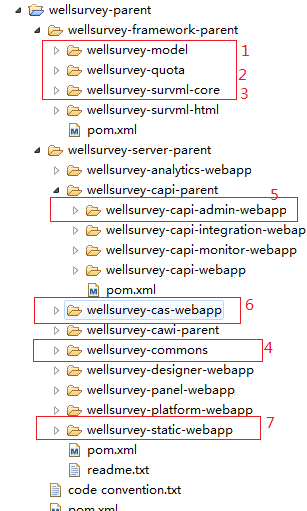 wellsurvey-parent
wellsurvey-framework-parent
wellsurvey-model 1
wellsurvey-quota 2
wellsurvey-survml-core 3
wellsurvey-survml-html
pom.xml
wellsurvey-server-parent
wellsurvey-analytics-webapp
wellsurvey-capi-parent
5
wellsurvey-capi-admin-webapp
wellsurvey-capi-integration-webap
wellsurvey-capi-monitor-webapp
wellsurvey-capi-webapp
pom.xml
wellsurvey-cas-webapp 6
wellsurvey-cawi-parent
wellsurvey-commons 4
wellsurvey-designer-webapp
wellsurvey-panel-webapp
wellsurvey-platform-webapp
wellsurvey-static-webapp 7
pom.xml
readme.txt
code convention.txt
pom.xml